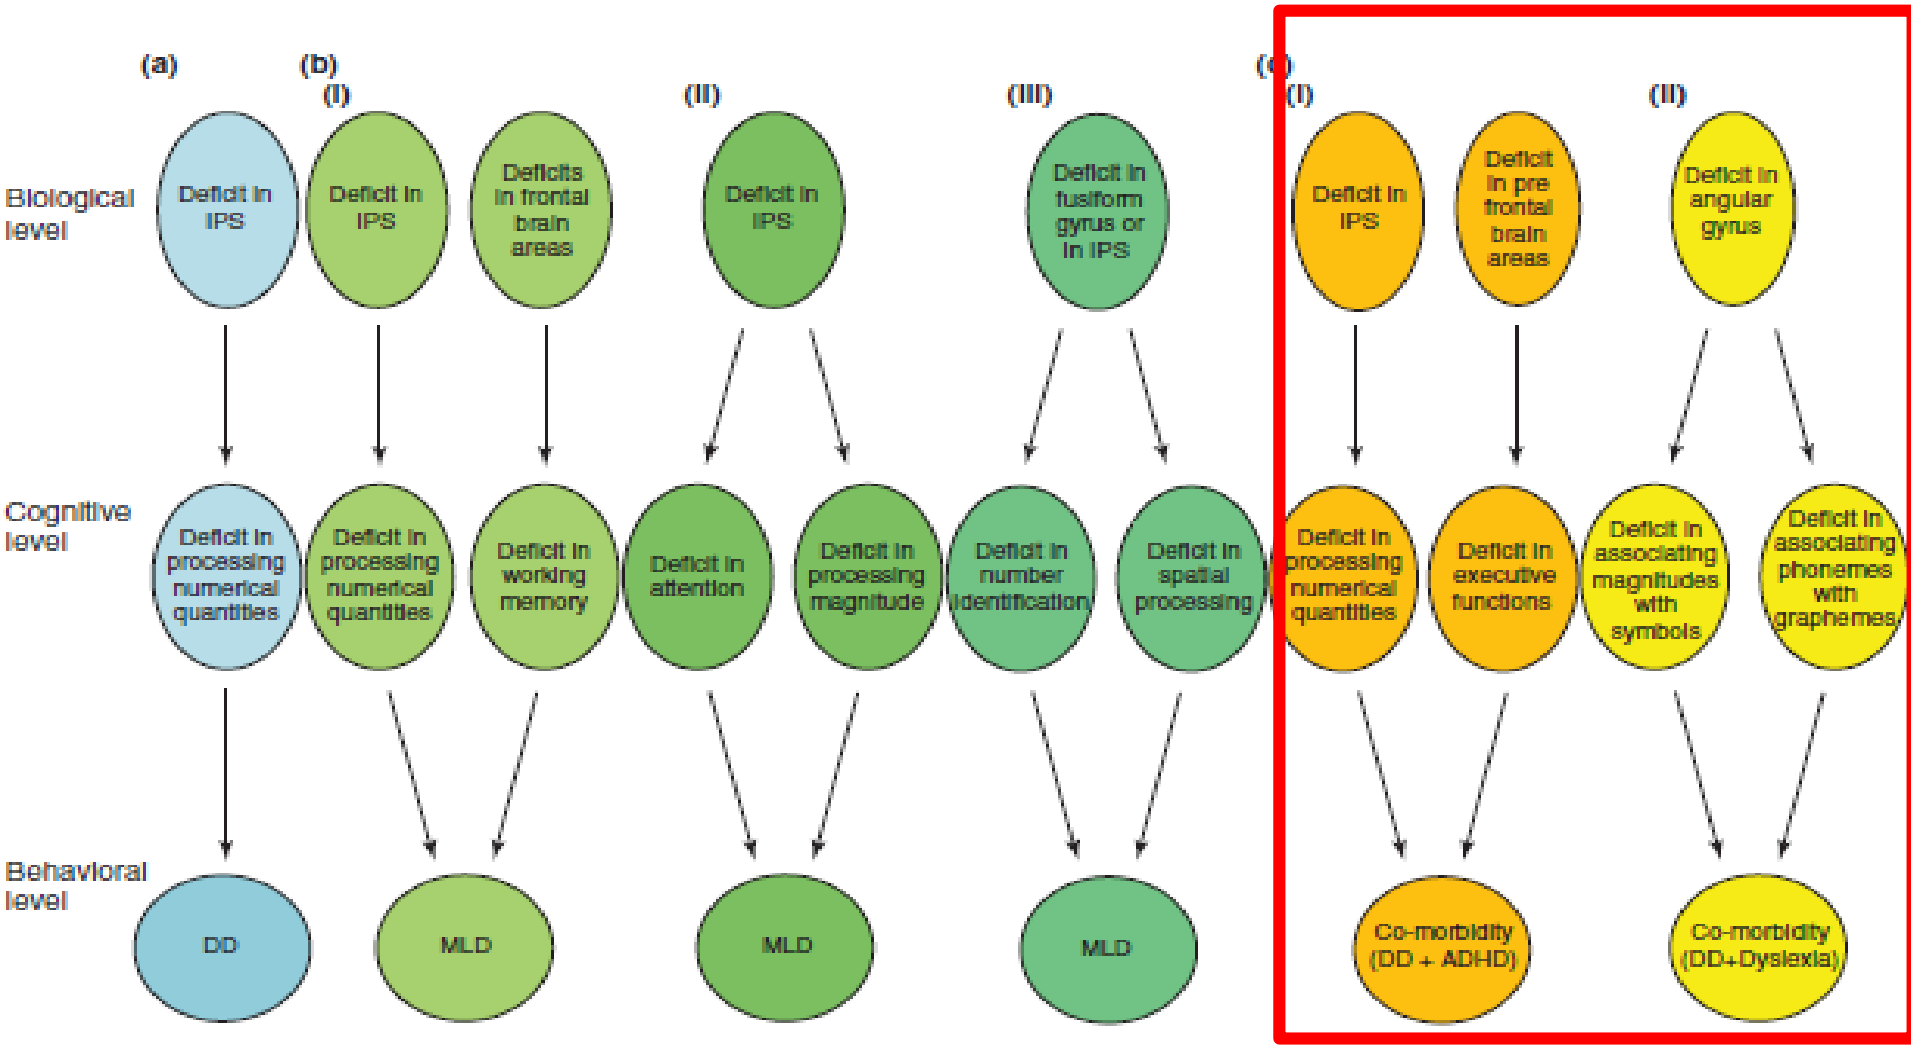 (a)
(b)
(c)
(I)
(II)
(III)
(I)
(II)
Biological
level
Deficit in
IPS
Deficit in
IPS
Deficits
in frontal
brain
areas
Deficit in
IPS
Deficit in
fusiform
gyrus or
in IPS
Deficit in
IPS
Deficit
in pre
frontal
brain
areas
Deficit in
angular
gyrus
Cognitive
level
Deficit in
processing
numerical
quantities
Deficit in
processing
numerical
quantities
Deficit in
working
memory
Deficit in
attention
Deficit in
processing
magnitude
Deficit in
number
identification
Deficit in
spatial
processing
Deficit in
processing
numerical
quantities
Deficit in
executive
functions
Deficit in
associating
magnitudes
with
symbols
Deficit in
associating
phonemes
with
graphemes
Behavioral
level
DD
MLD
MLD
MLD
Co-morbidity
(DD + ADHD)
Co-morbidity
(DD+Dyslexia)